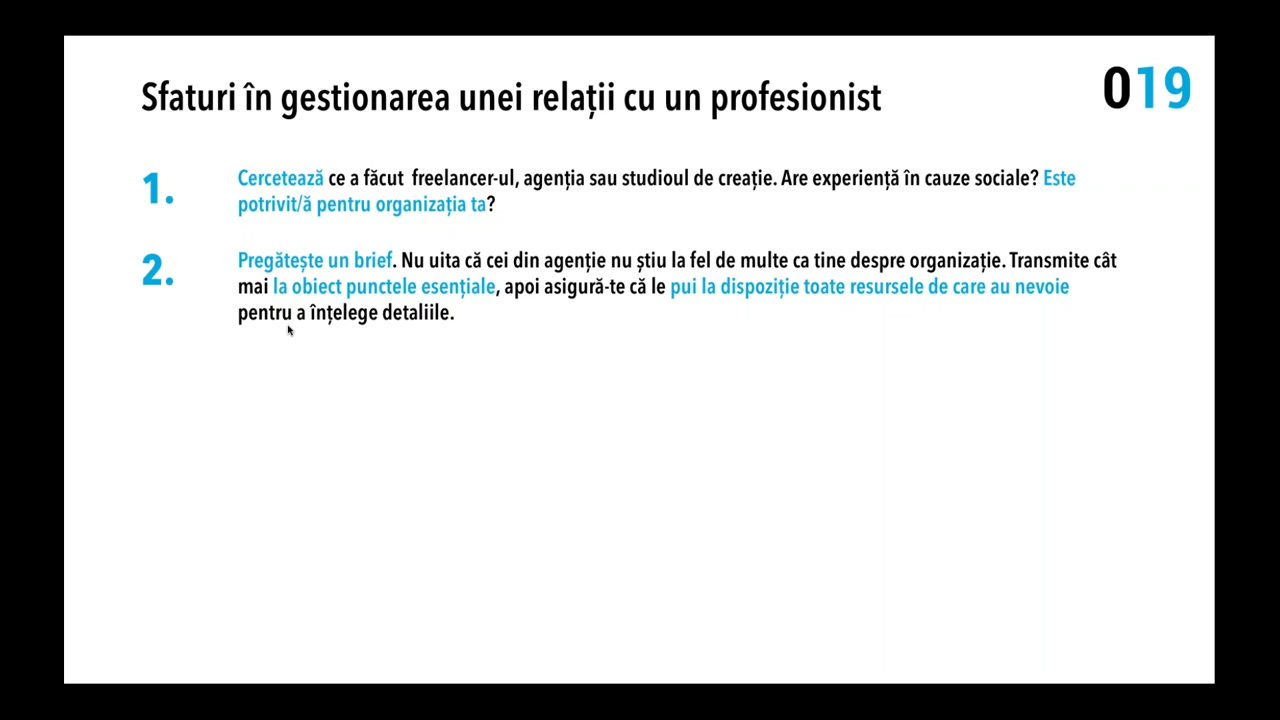 Sfaturi în gestionarea unei relații cu un profesionist
019
1.
Cercetează ce a făcut  freelancer-ul, agenția sau studioul de creație. Are experiență în cauze sociale? Este
potrivit/ă pentru organizația ta?
2.
Pregătește un brief. Nu uita că cei din agenție nu știu la fel de multe ca tine despre organizație. Transmite cât
mai la obiect punctele esențiale, apoi asigură-te că le pui la dispoziție toate resursele de care au nevoie
pentru a înțelege detaliile.